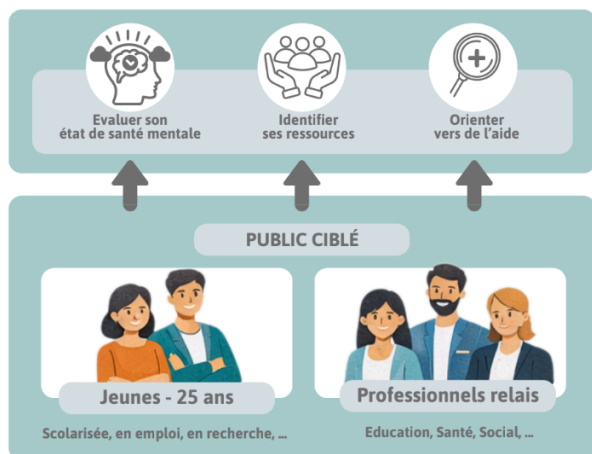 Evaluer son
état de santé mentale
Identifier
ses ressources
Orienter
vers de l'aide
PUBLIC CIBLÉ
Jeunes - 25 ans
Professionnels relais
Scolarisée, en emploi, en recherche, ...
Education, Santé, Social, ...